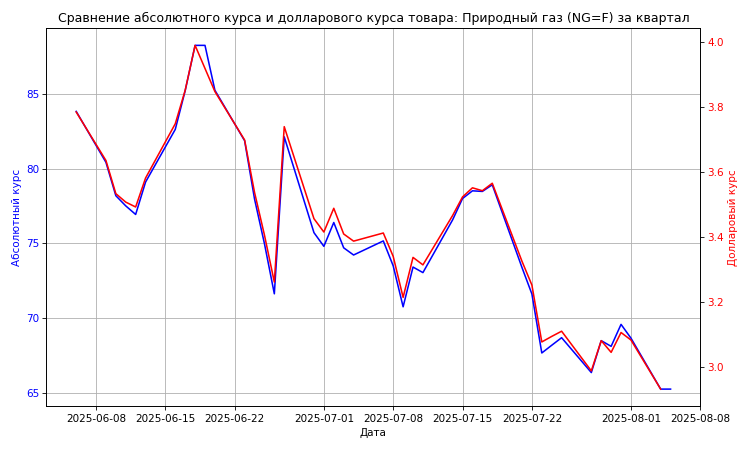 Сравнение абсолютного курса и долларового курса товара: Природный газ (NG=F) за квартал
Абсолютный курс
85
80
75
70
65
4.0
3.8
3.6
3.4
3.2
3.0
Долларовый курс
2025-06-08 2025-06-15 2025-06-22 2025-07-01 2025-07-08 2025-07-15 2025-07-22 2025-08-01 2025-08-08
Дата